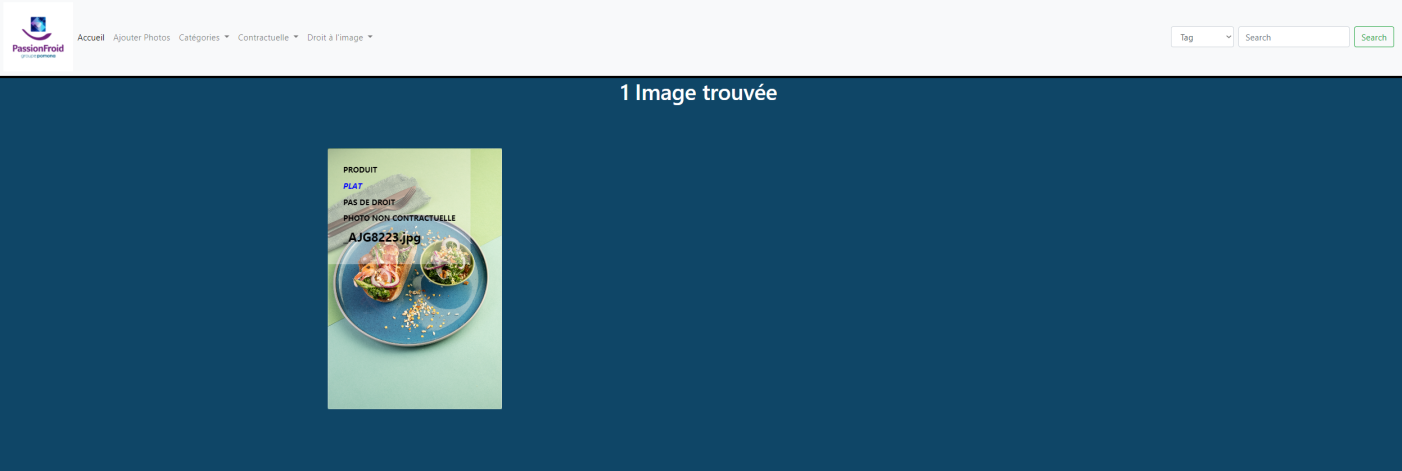 PassionFroid
groupe pomona
Accueil Ajouter Photos Catégories Contractuelle Droit à l'image
Tag Search Search
1 Image trouvée
PRODUIT
PLAT
PAS DE DROIT
PHOTO NON CONTRACTUELLE
_AJG8223.jpg